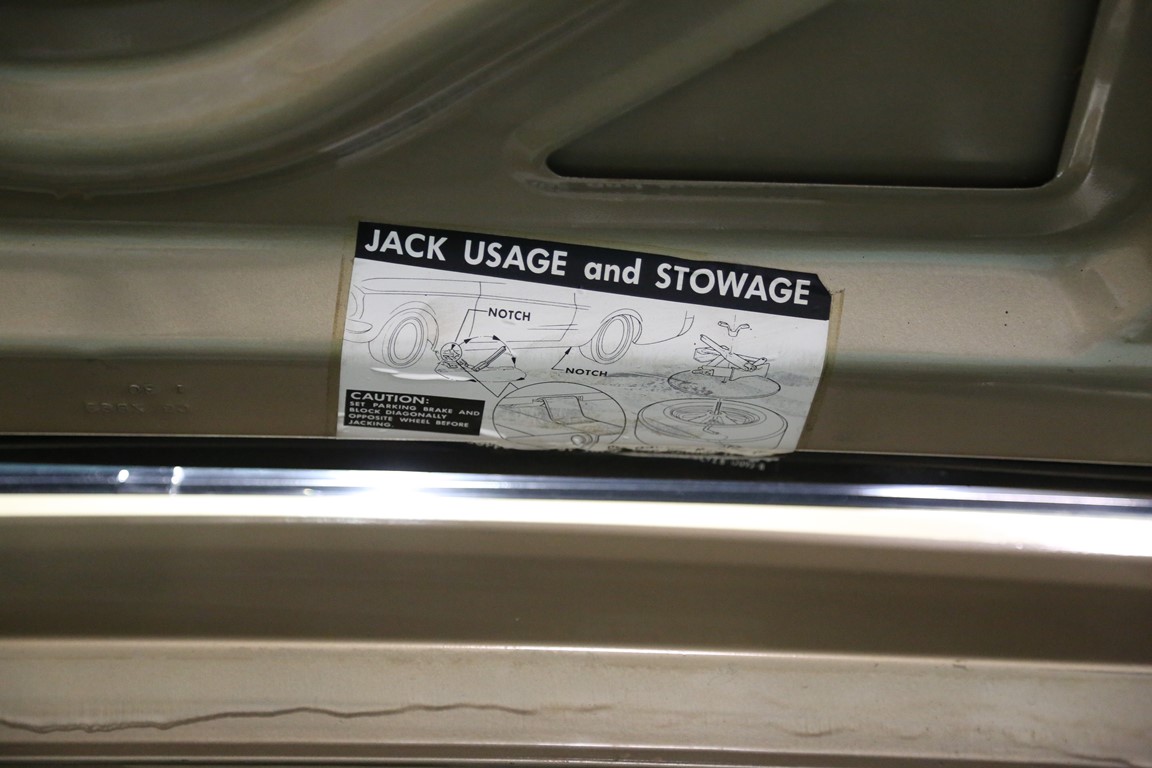 JACK USAGE and STOWAGE
NOTCH
NOTCH
CAUTION:
SET PARKING BRAKE AND
BLOCK DIAGONALLY
OPPOSITE WHEEL BEFORE
JACKING.